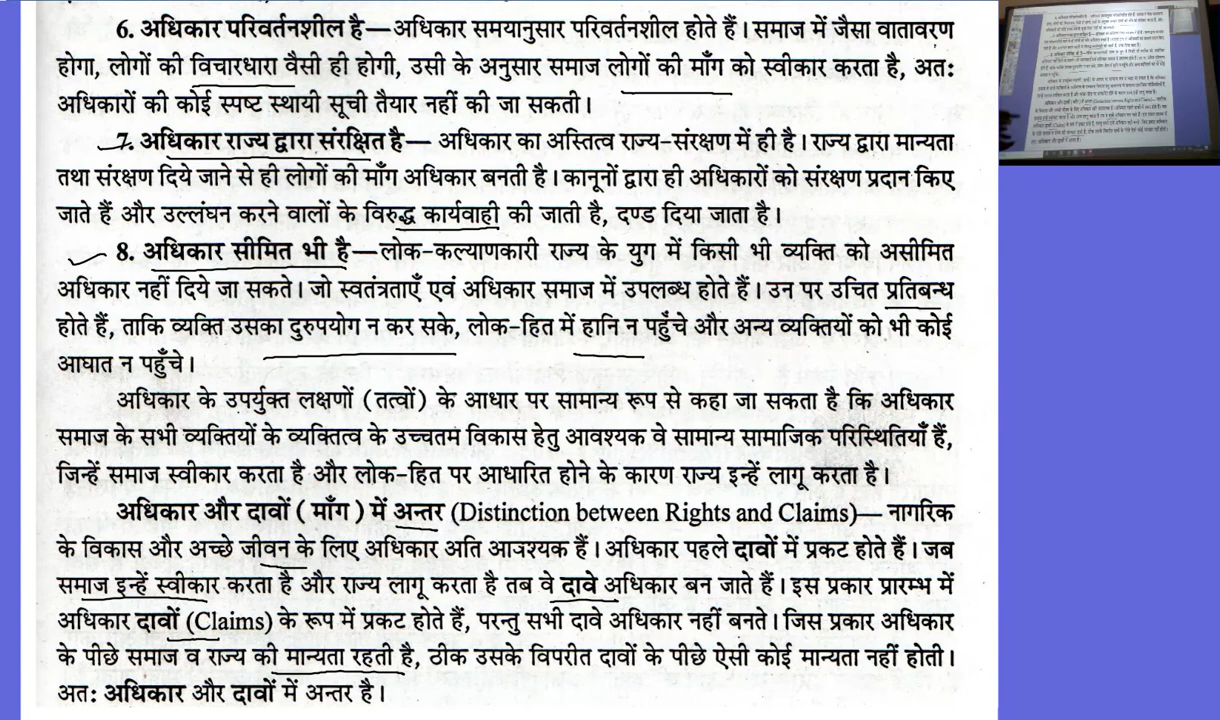 6. अधिकार परिवर्तनशील है—अधिकार समयानुसार परिवर्तनशील होते हैं। समाज में जैसा वातावरण
होगा, लोगों की विचारधारा वैसी ही होगी, उसी के अनुसार समाज लोगों की माँग को स्वीकार करता है, अत:
अधिकारों की कोई स्पष्ट स्थायी सूची तैयार नहीं की जा सकती।
7. अधिकार राज्य द्वारा संरक्षित है— अधिकार का अस्तित्व राज्य-संरक्षण में ही है। राज्य द्वारा मान्यता
तथा संरक्षण दिये जाने से ही लोगों की माँग अधिकार बनती है। कानूनों द्वारा ही अधिकारों को संरक्षण प्रदान किए
जाते हैं और उल्लंघन करने वालों के विरुद्ध कार्यवाही की जाती है, दण्ड दिया जाता है।
8. अधिकार सीमित भी है—लोक-कल्याणकारी राज्य के युग में किसी भी व्यक्ति को असीमित
अधिकार नहीं दिये जा सकते। जो स्वतंत्रताएँ एवं अधिकार समाज में उपलब्ध होते हैं। उन पर उचित प्रतिबन्ध
होते हैं, ताकि व्यक्ति उसका दुरुपयोग न कर सके, लोक-हित में हानि न पहुँचे और अन्य व्यक्तियों को भी कोई
आघात न पहुँचे।
अधिकार के उपर्युक्त लक्षणों (तत्वों) के आधार पर सामान्य रूप से कहा जा सकता है कि अधिकार
समाज के सभी व्यक्तियों के व्यक्तित्व के उच्चतम विकास हेतु आवश्यक वे सामान्य सामाजिक परिस्थितियाँ हैं,
जिन्हें समाज स्वीकार करता है और लोक-हित पर आधारित होने के कारण राज्य इन्हें लागू करता है।
अधिकार और दावों (माँग) में अन्तर (Distinction between Rights and Claims)— नागरिक
के विकास और अच्छे जीवन के लिए अधिकार अति आवश्यक हैं। अधिकार पहले दावों में प्रकट होते हैं। जब
समाज इन्हें स्वीकार करता है और राज्य लागू करता है तब वे दावे अधिकार बन जाते हैं। इस प्रकार प्रारम्भ में
अधिकार दावों (Claims) के रूप में प्रकट होते हैं, परन्तु सभी दावे अधिकार नहीं बनते। जिस प्रकार अधिकार
के पीछे समाज व राज्य की मान्यता रहती है, ठीक उसके विपरीत दावों के पीछे ऐसी कोई मान्यता नहीं होती।
अत: अधिकार और दावों में अन्तर है।